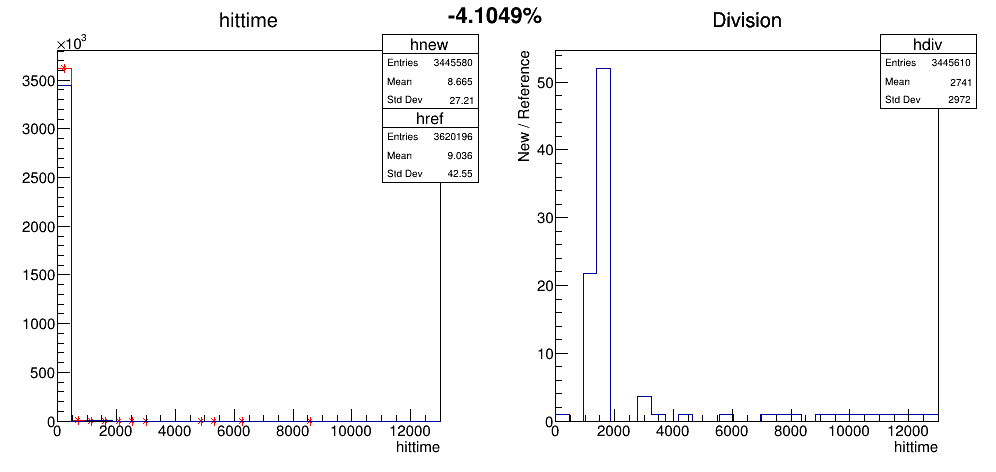 -4.1049%
hittime
×10³
3500
3000
2500
2000
1500
1000
500
0
0 2000 4000 6000 8000 10000 12000
hittime
hnew
Entries 3445580
Mean 8.665
Std Dev 27.21
href
Entries 3620196
Mean 9.036
Std Dev 42.55
Division
New / Reference
50
40
30
20
10
0
0 2000 4000 6000 8000 10000 12000
hittime
hdiv
Entries 3445610
Mean 2741
Std Dev 2972